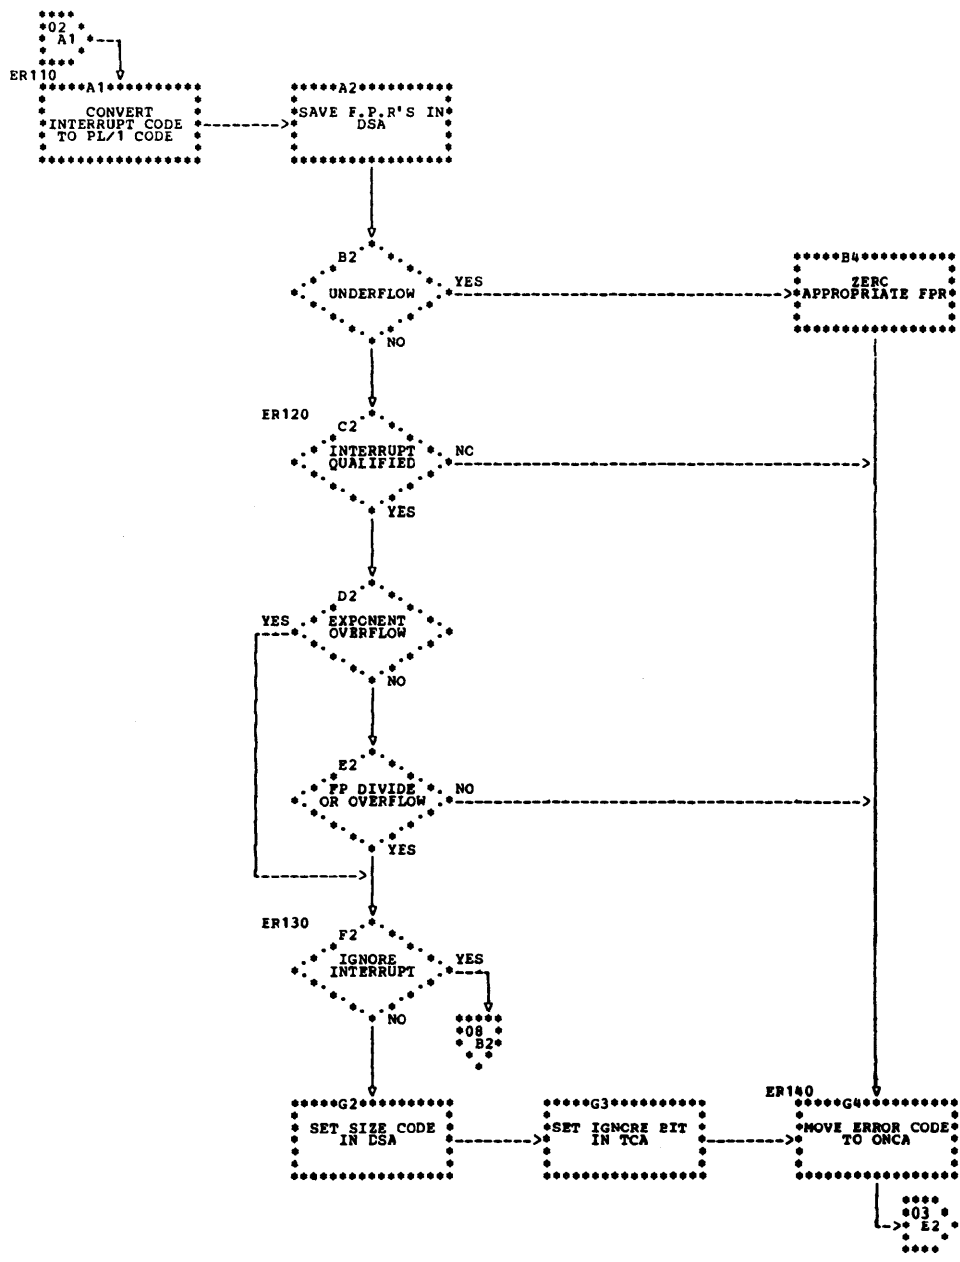 02
A1
ER110
A1
CONVERT
INTERRUPT CODE
TO PL/1 CODE
A2
SAVE F.P.R'S IN
DSA
B2
UNDERFLOW
YES
NO
B4
ZERC
APPROPRIATE FPR
ER120
C2
INTERRUPT
QUALIFIED
NC
YES
D2
EXPONENT
OVERFLOW
YES
NO
E2
FP DIVIDE
OR OVERFLOW
NO
YES
ER130
F2
IGNORE
INTERRUPT
YES
NO
08
B2
G2
SET SIZE CODE
IN DSA
G3
SET IGNCRE BIT
IN TCA
ER140
G4
MOVE ERROR CODE
TO ONCA
03
E2